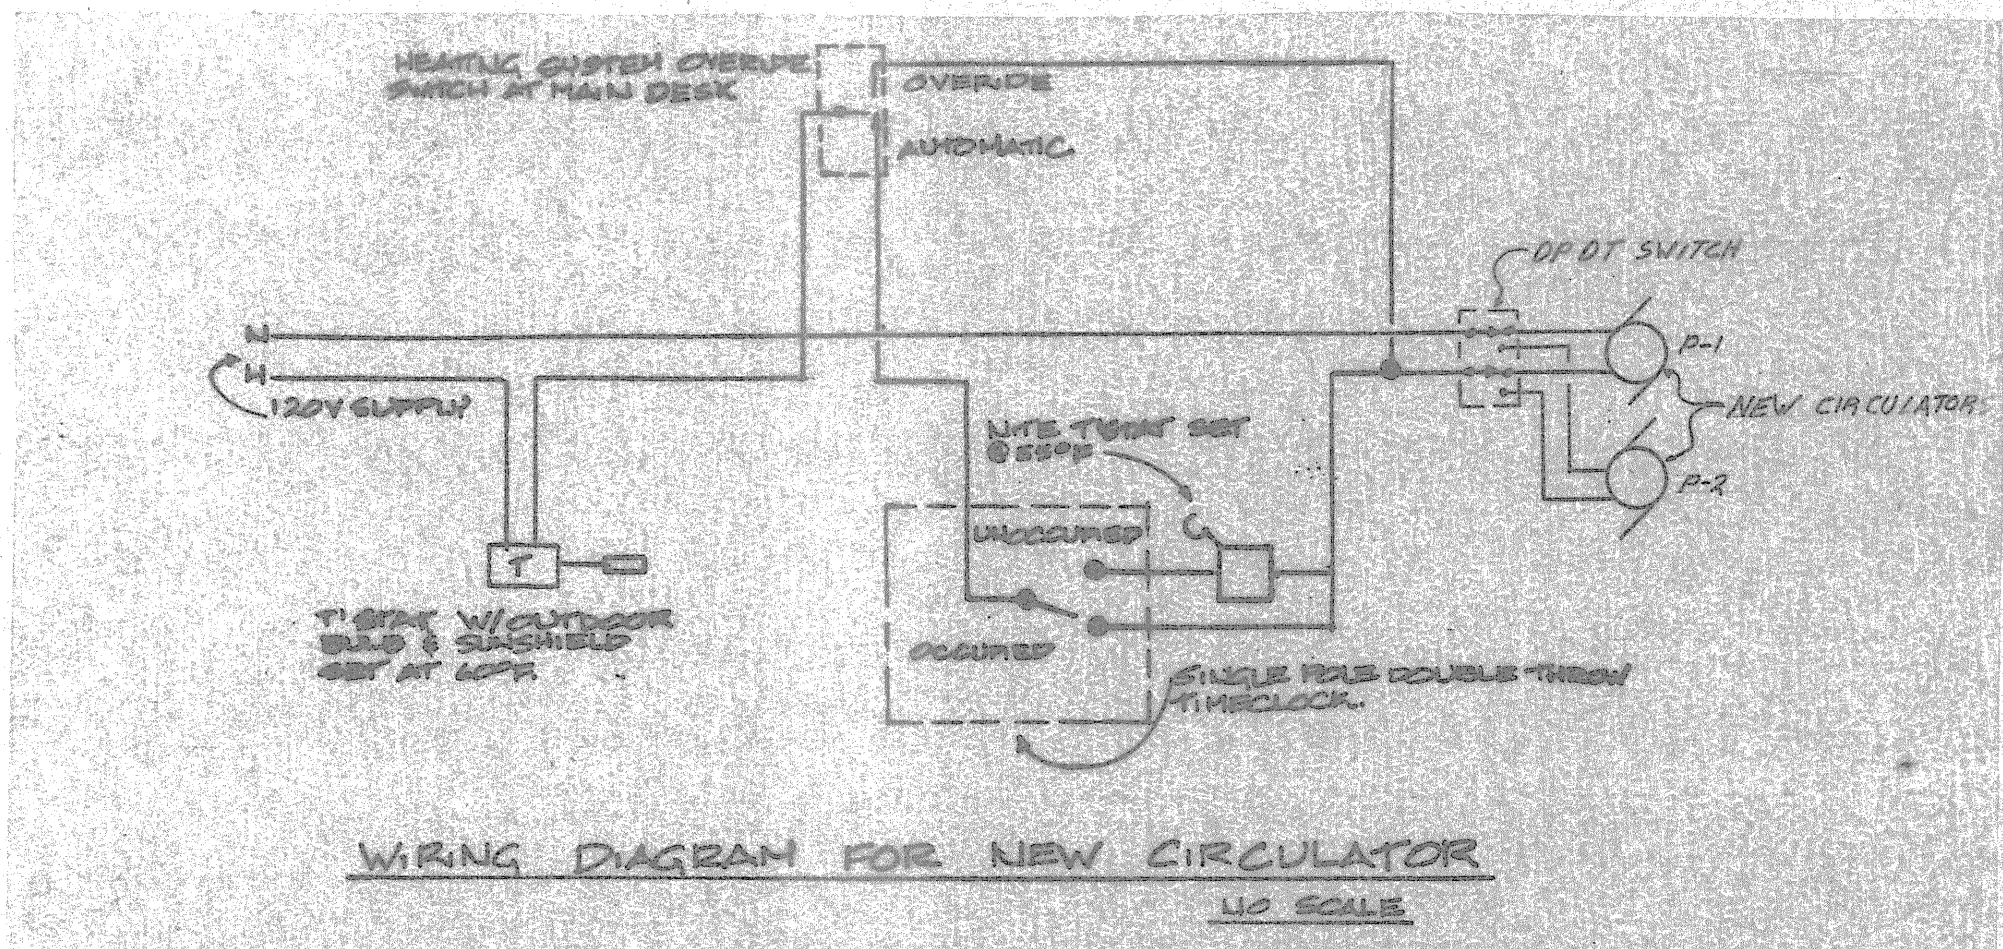 HEATING SYSTEM OVERIDE
SWITCH AT MAIN DESK
OVERIDE
AUTOMATIC
DPDT SWITCH
N
H
120V SUPPLY
P-1
NEW CIRCULATOR
P-2
NITE T'STAT SET
@ 55°F
UNOCCUPIED
T
OCCUPIED
T'STAT W/OUTDOOR
BULB & SUNSHIELD
SET AT 60°F.
SINGLE POLE DOUBLE THROW
TIMECLOCK.
WIRING DIAGRAM FOR NEW CIRCULATOR
NO SCALE